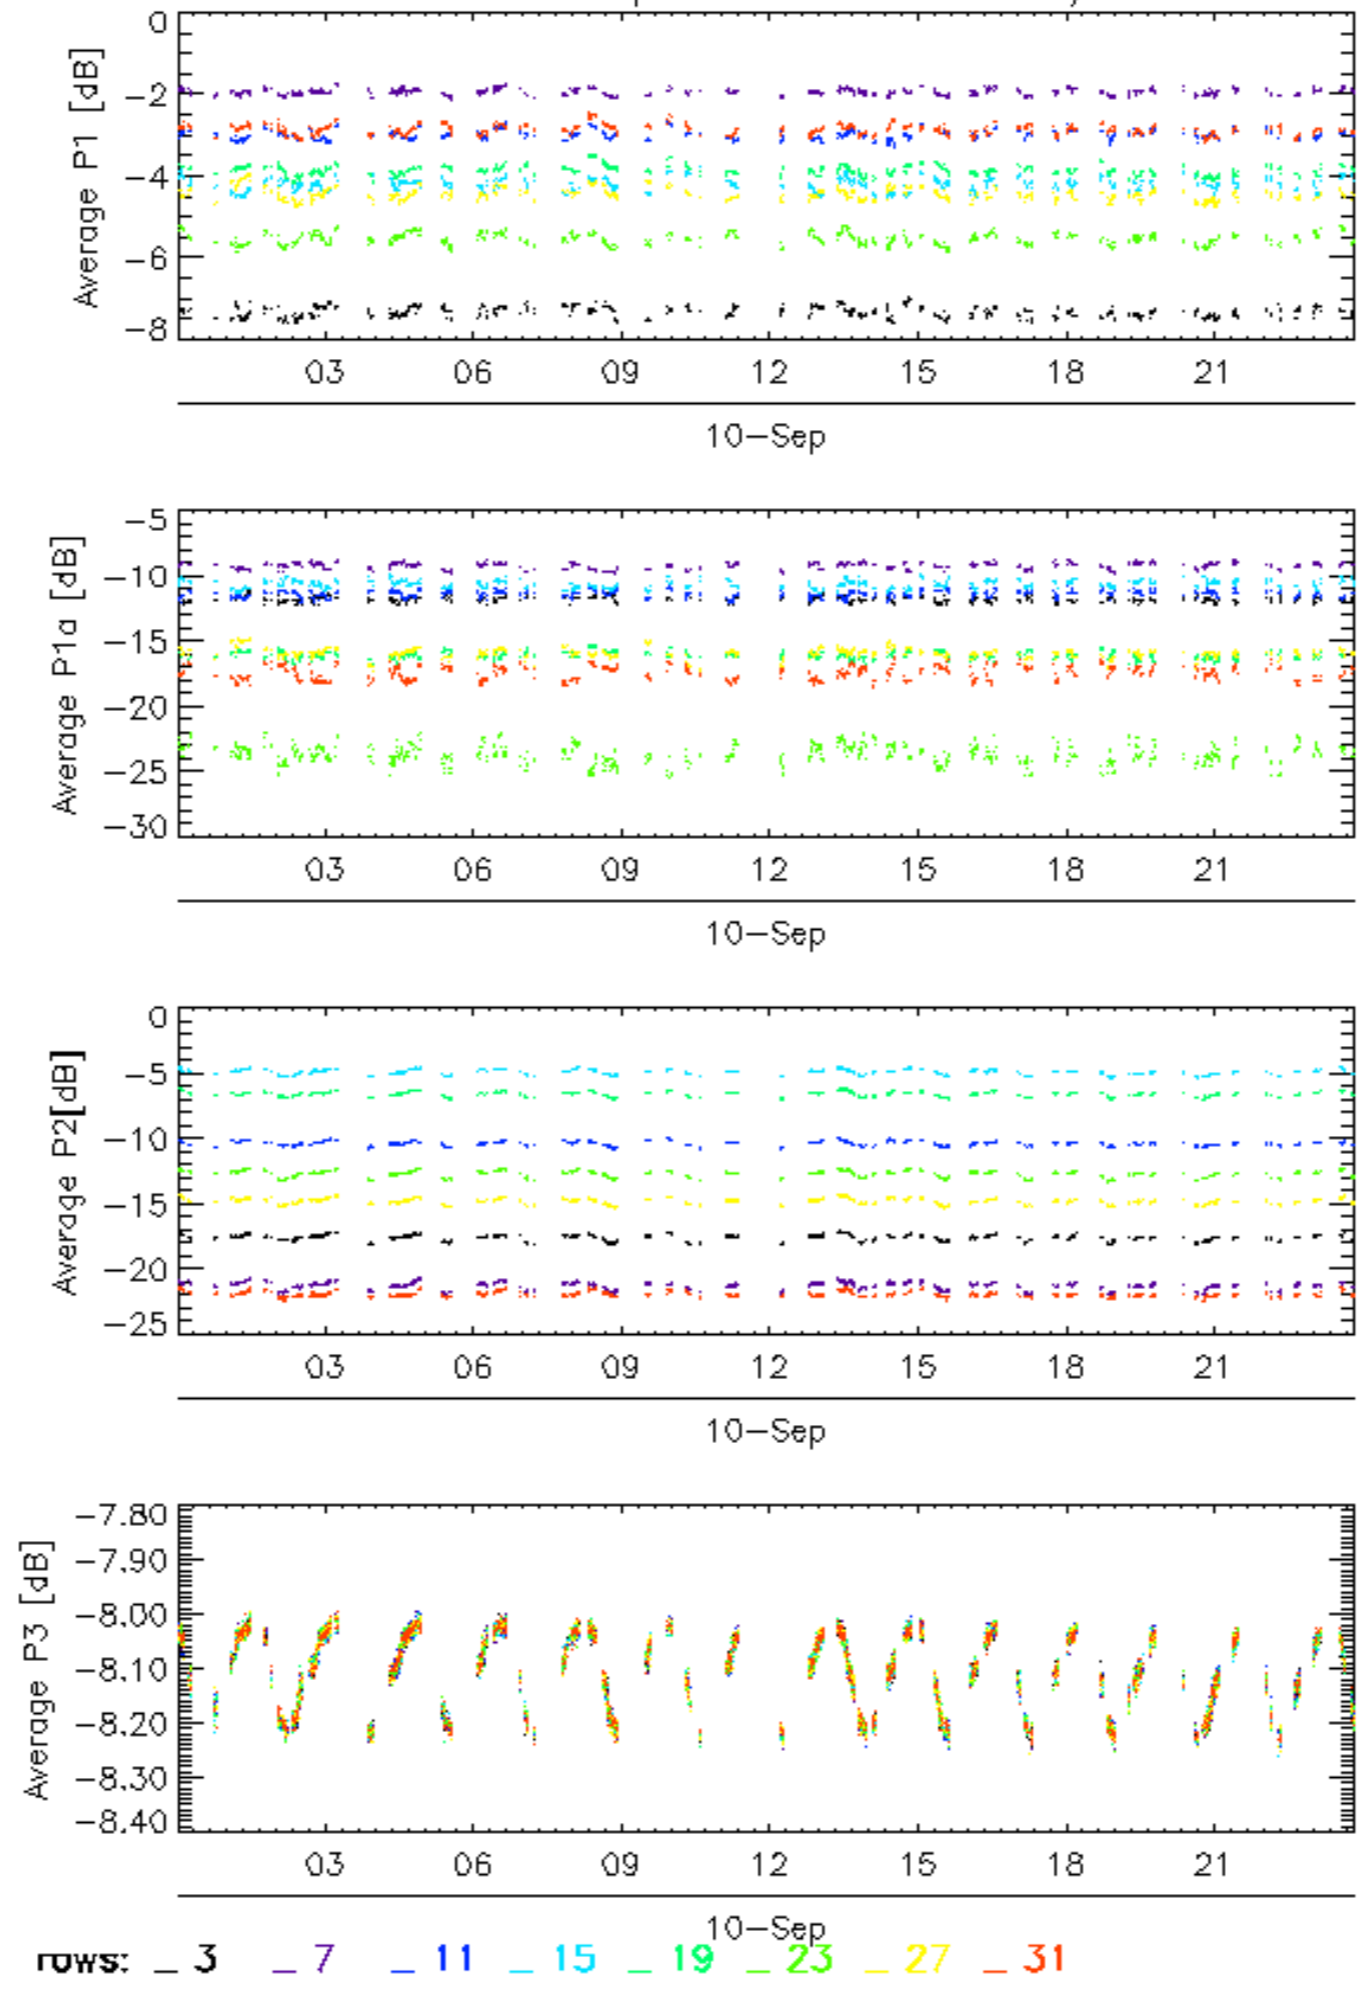 0
-2
-4
-6
-8
Average P1 [dB]
03 06 09 12 15 18 21
10-Sep
-5
-10
-15
-20
-25
-30
Average P1a [dB]
03 06 09 12 15 18 21
10-Sep
0
-5
-10
-15
-20
-25
Average P2[dB]
03 06 09 12 15 18 21
10-Sep
-7.80
-7.90
-8.00
-8.10
-8.20
-8.30
-8.40
Average P3 [dB]
03 06 09 12 15 18 21
10-Sep
rows: _ 3 _ 7 _ 11 _ 15 _ 19 _ 23 _ 27 _ 31